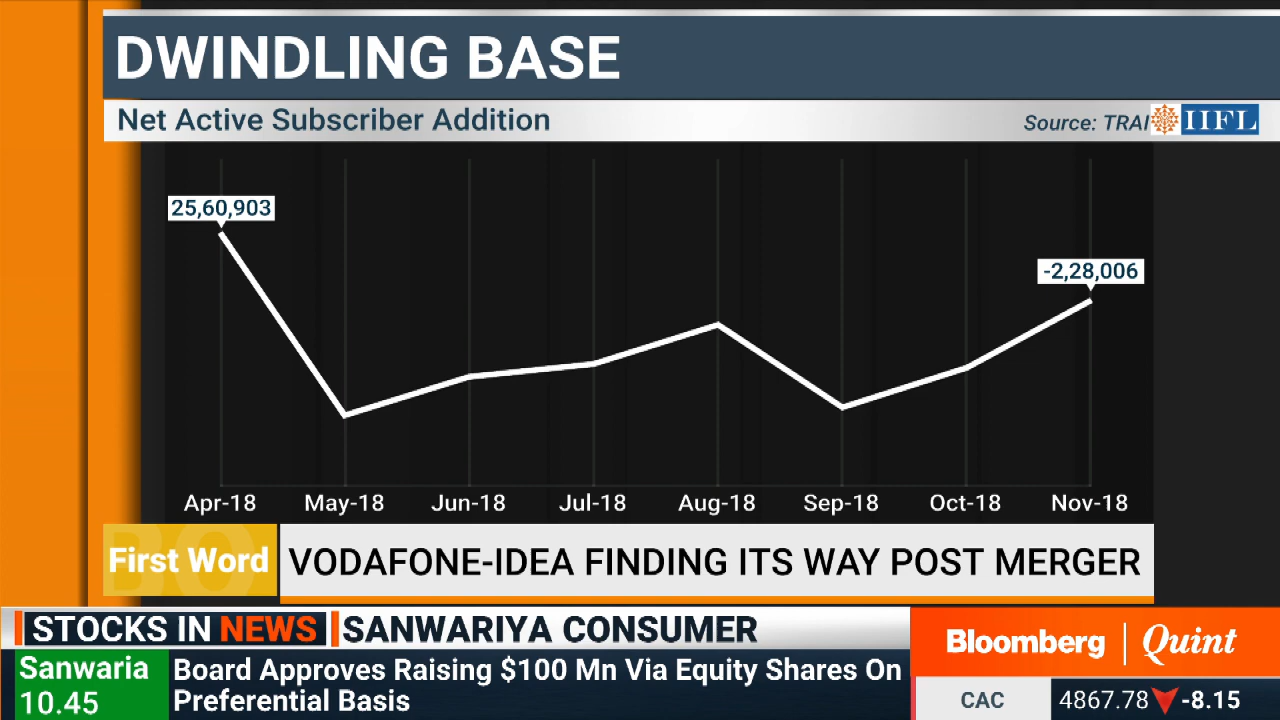 DWINDLING BASE
Net Active Subscriber Addition
Source: TRAI IIFL
25,60,903
-2,28,006
Apr-18 May-18 Jun-18 Jul-18 Aug-18 Sep-18 Oct-18 Nov-18
First Word
VODAFONE-IDEA FINDING ITS WAY POST MERGER
STOCKS IN NEWS SANWARIYA CONSUMER
Sanwaria
10.45
Board Approves Raising $100 Mn Via Equity Shares On
Preferential Basis
Bloomberg | Quint
CAC 4867.78 -8.15